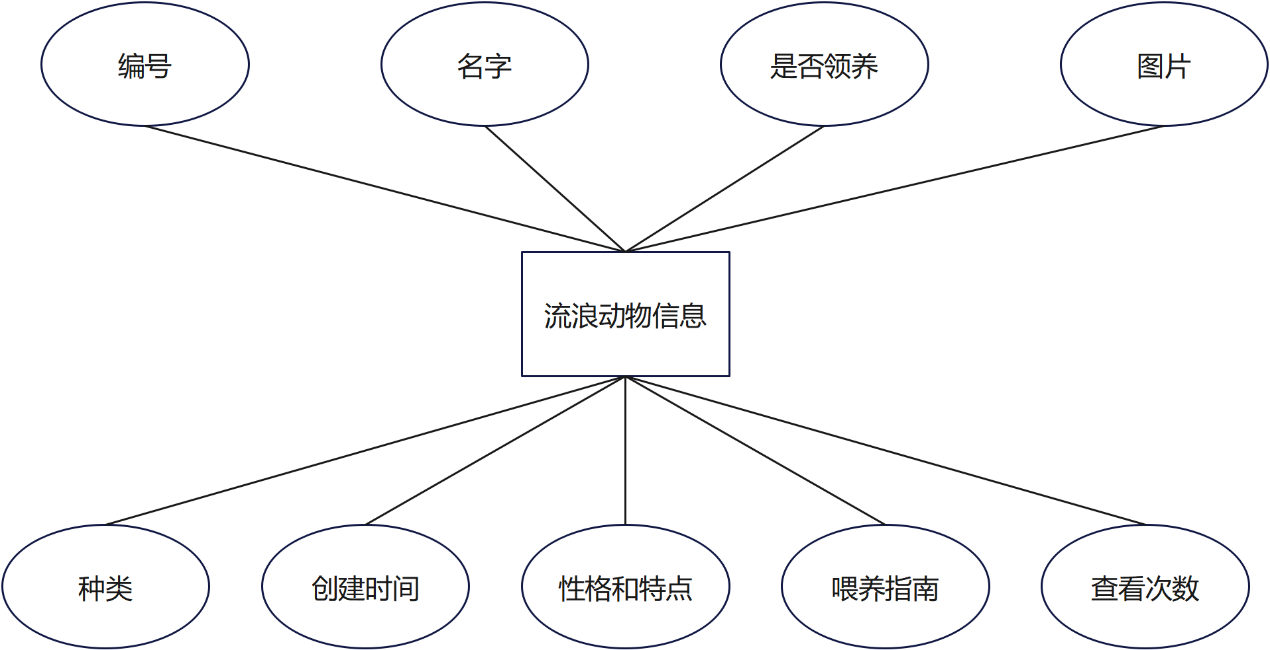 编号
名字
是否领养
图片
流浪动物信息
种类
创建时间
性格和特点
喂养指南
查看次数